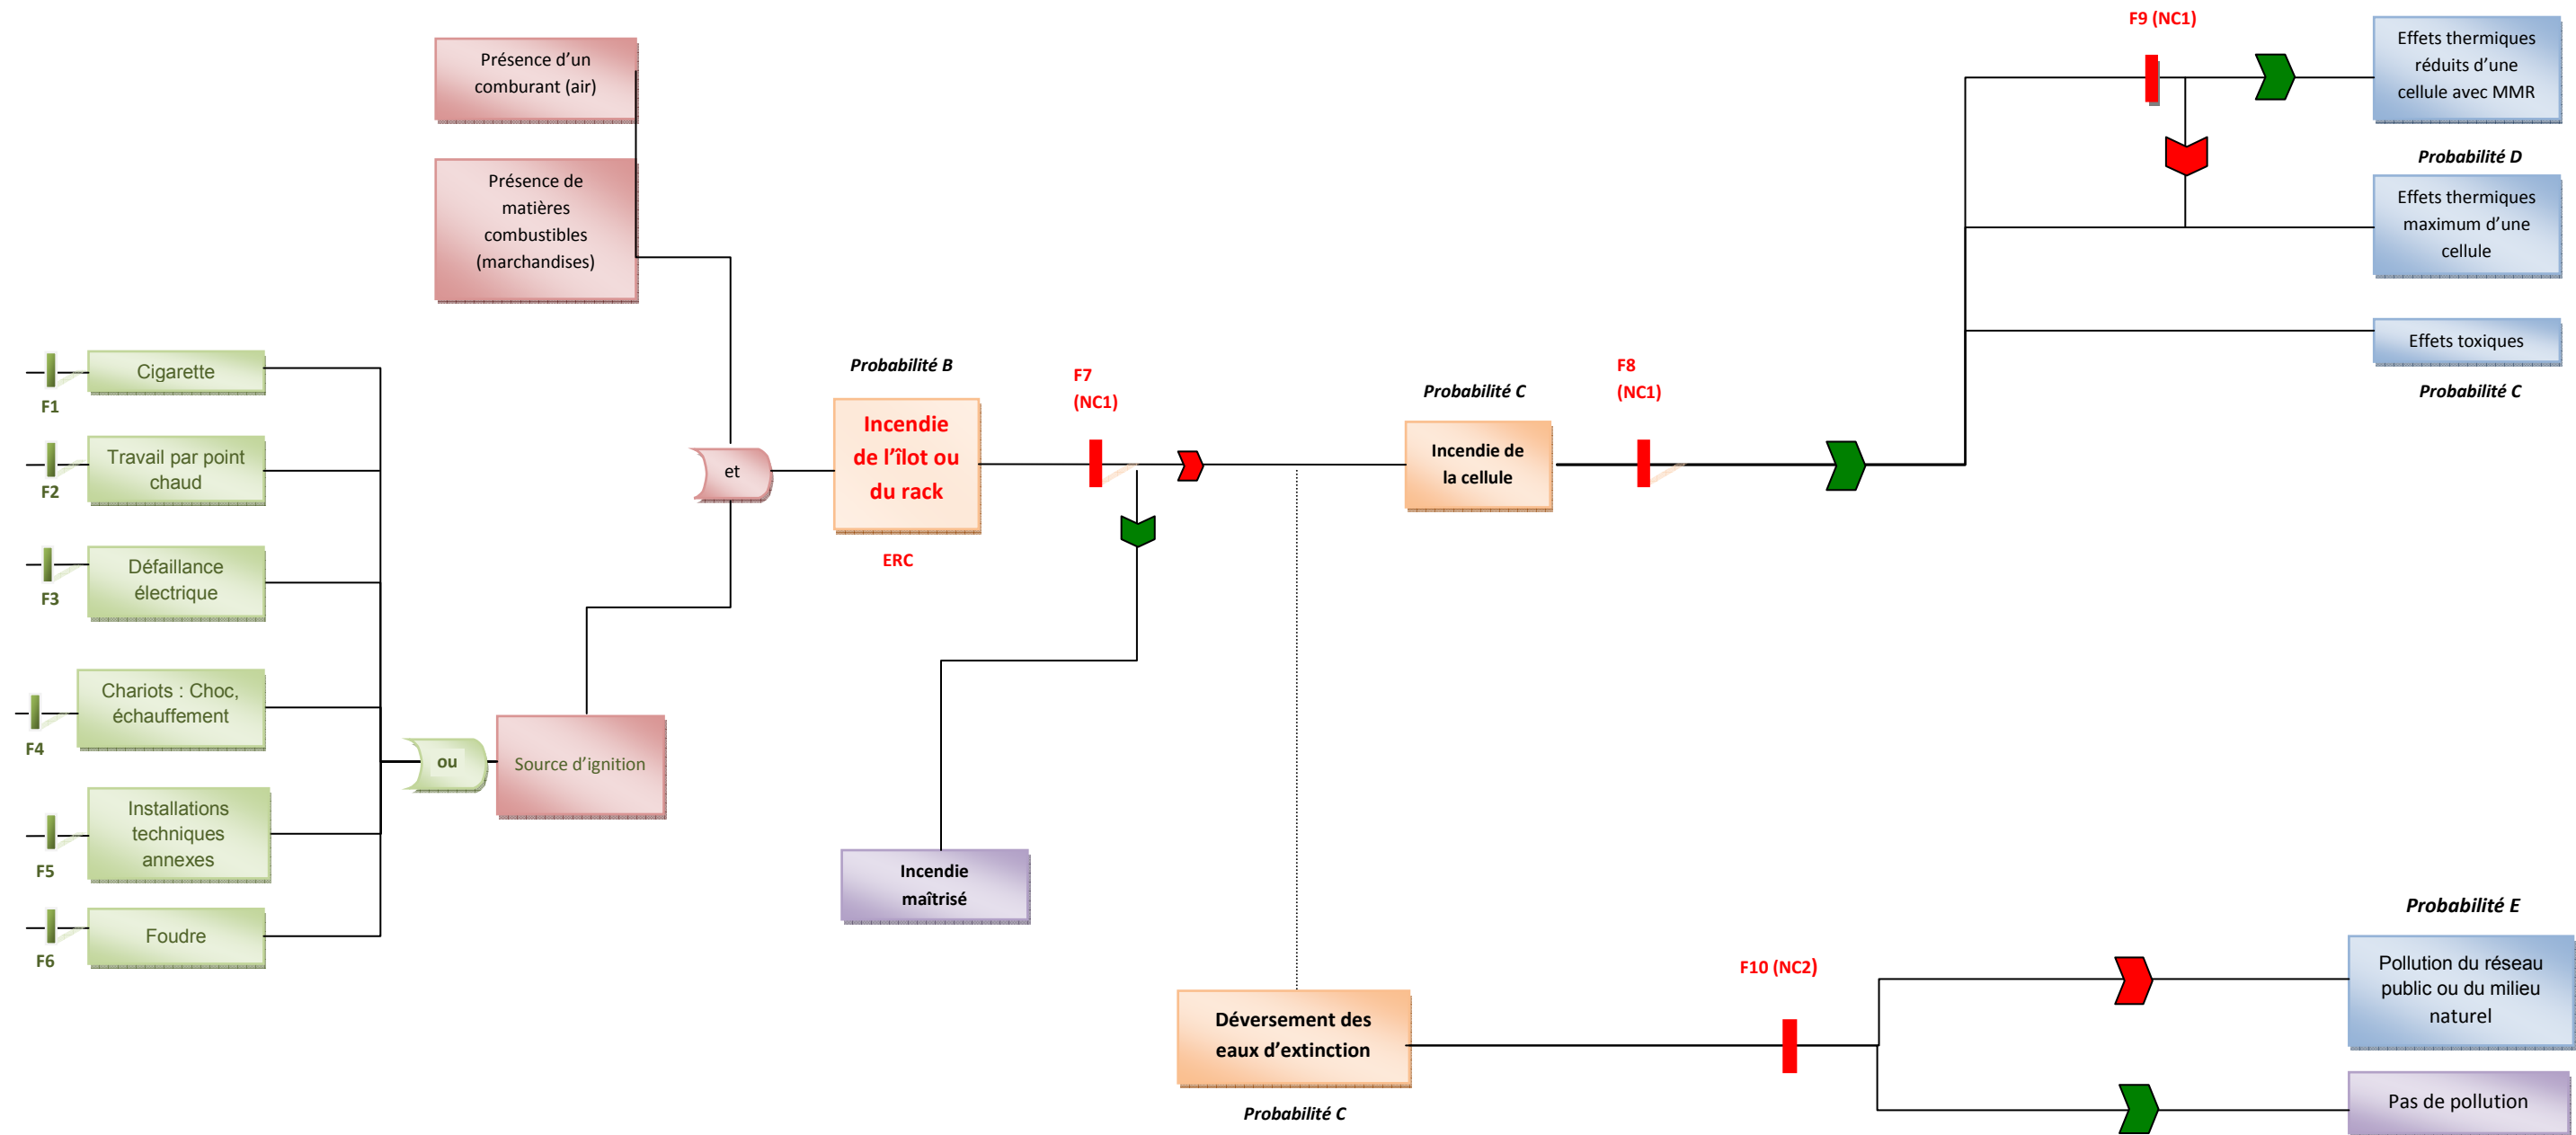 Présence d'un
comburant (air)
Présence de
matières
combustibles
(marchandises)
Cigarette
F1
Travail par point
chaud
F2
Défaillance
électrique
F3
Chariots : Choc,
échauffement
F4
Installations
techniques
annexes
F5
Foudre
F6
ou
Source d'ignition
et
Probabilité B
Incendie
de l'îlot ou
du rack
ERC
F7
(NC1)
Incendie
maîtrisé
Probabilité C
Incendie de
la cellule
F8
(NC1)
F9 (NC1)
Effets thermiques
réduits d'une
cellule avec MMR
Probabilité D
Effets thermiques
maximum d'une
cellule
Effets toxiques
Probabilité C
Déversement des
eaux d'extinction
Probabilité C
F10 (NC2)
Probabilité E
Pollution du réseau
public ou du milieu
naturel
Pas de pollution